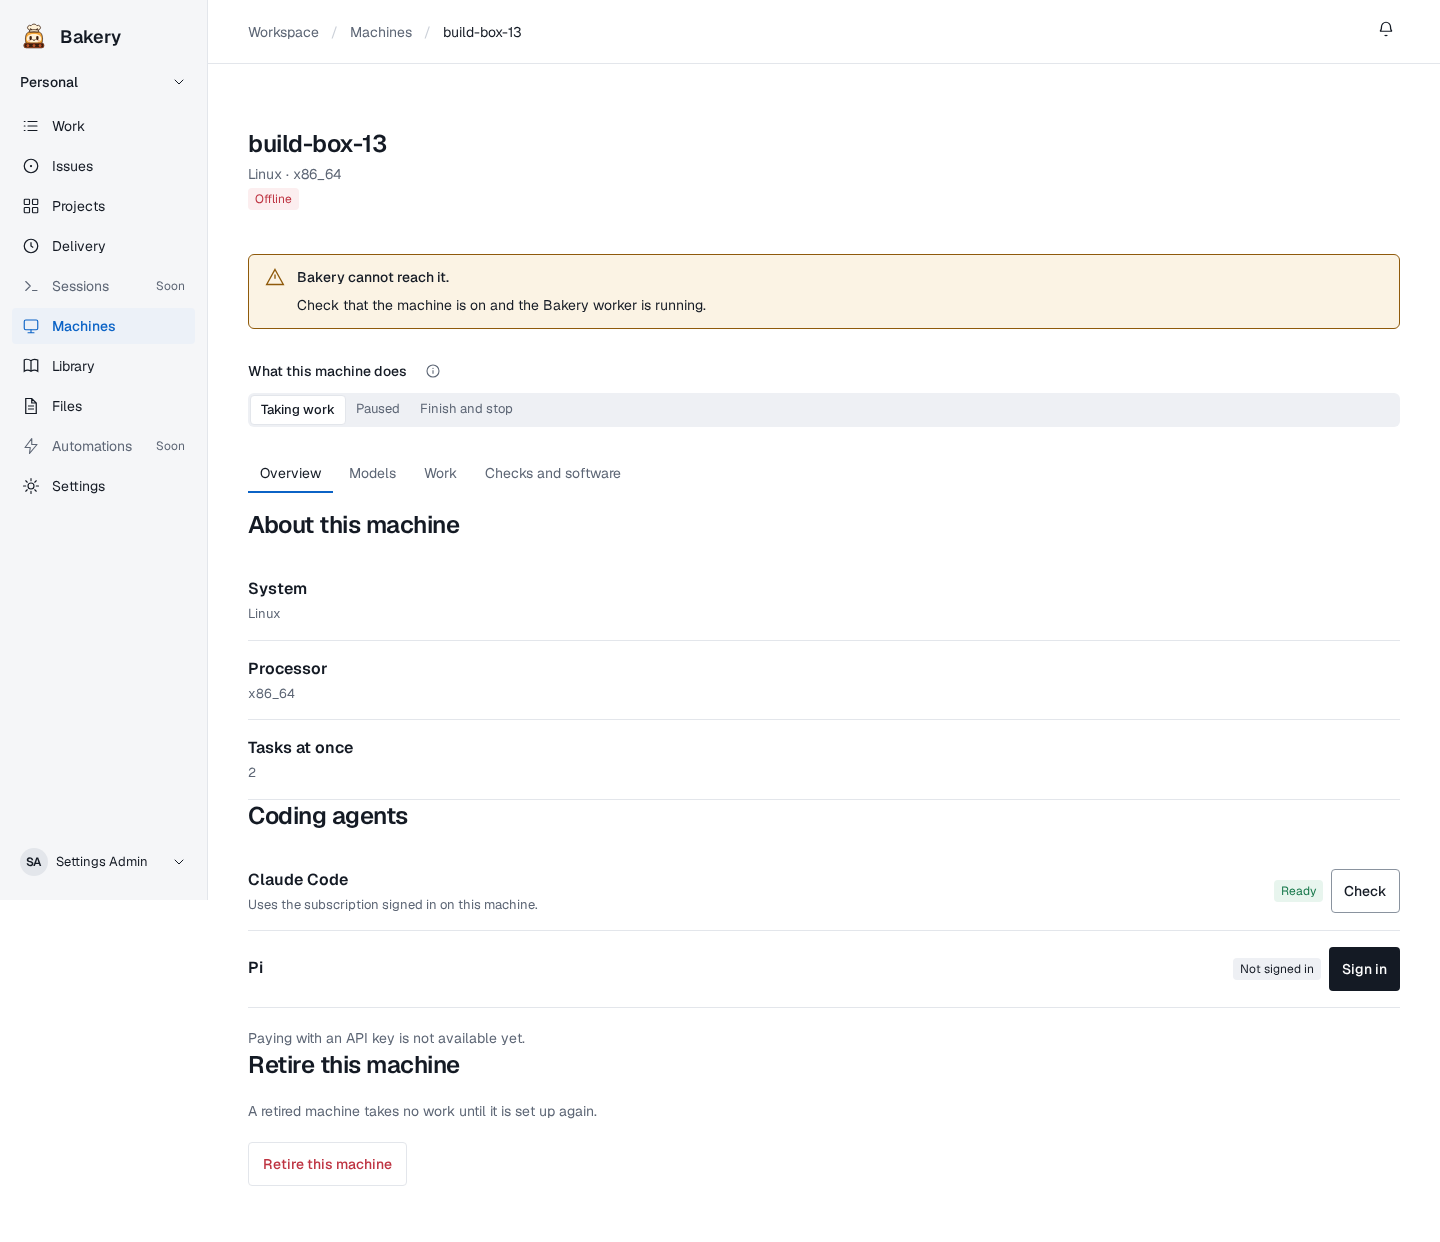 Bakery
Personal
Work
Issues
Projects
Delivery
Sessions Soon
Machines
Library
Files
Automations Soon
Settings
SA Settings Admin
Workspace / Machines / build-box-13
build-box-13
Linux · x86_64
Offline
Bakery cannot reach it.
Check that the machine is on and the Bakery worker is running.
What this machine does
Taking work Paused Finish and stop
Overview Models Work Checks and software
About this machine
System
Linux
Processor
x86_64
Tasks at once
2
Coding agents
Claude Code
Uses the subscription signed in on this machine.
Ready Check
Pi
Not signed in Sign in
Paying with an API key is not available yet.
Retire this machine
A retired machine takes no work until it is set up again.
Retire this machine